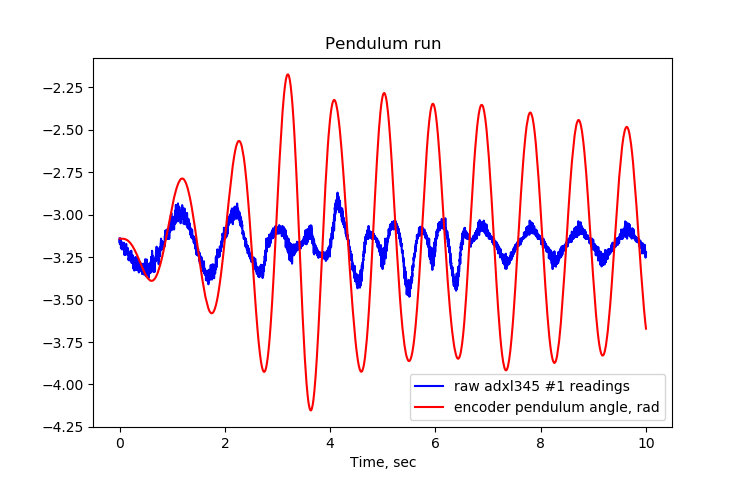 Pendulum run
−2.25
−2.50
−2.75
−3.00
−3.25
−3.50
−3.75
−4.00
−4.25
raw adxl345 #1 readings
encoder pendulum angle, rad
0 2 4 6 8 10
Time, sec